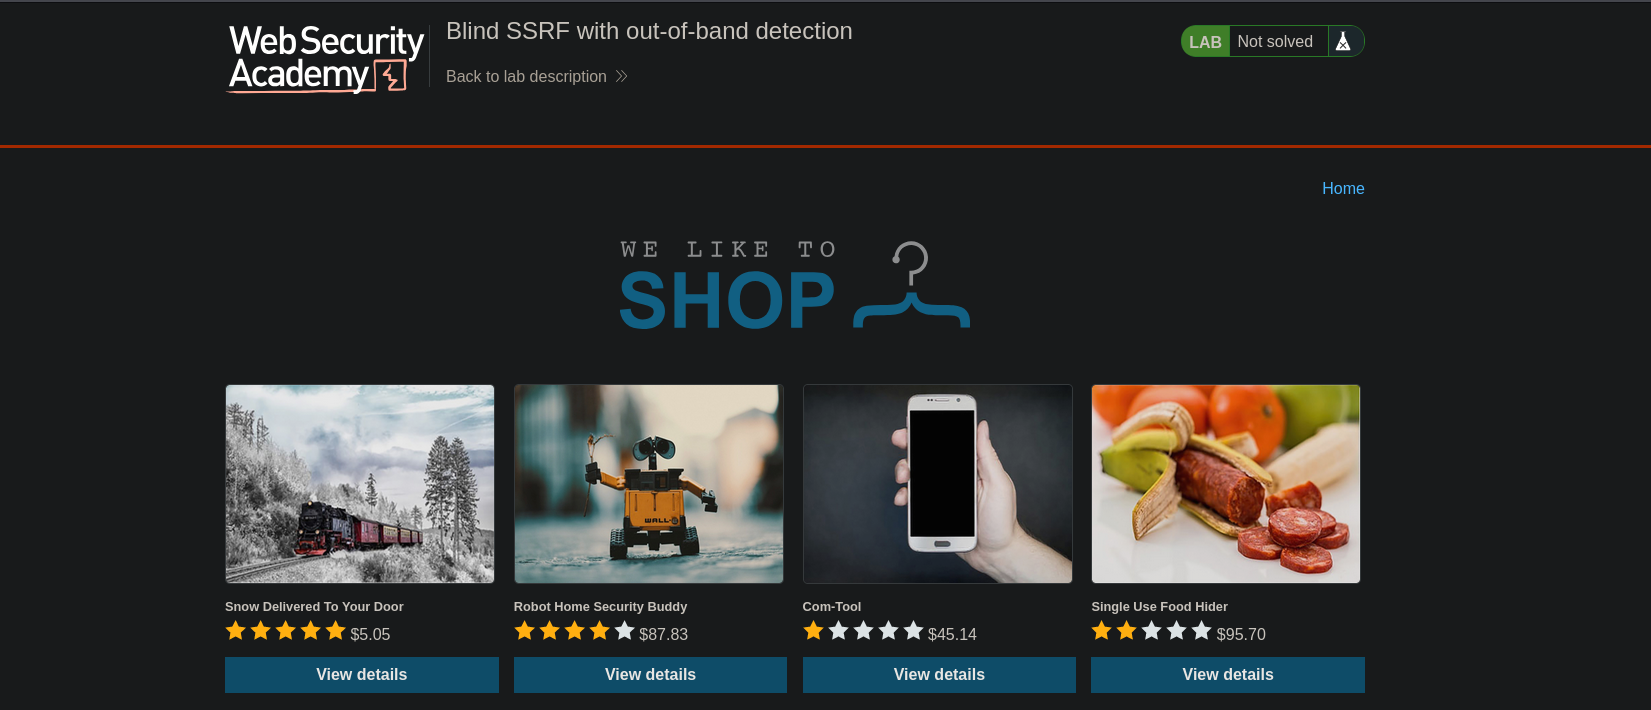 Web Security
Academy
Blind SSRF with out-of-band detection
Back to lab description
LAB Not solved
Home
WE LIKE TO
SHOP
WALL-E
Snow Delivered To Your Door
$5.05
View details
Robot Home Security Buddy
$87.83
View details
Com-Tool
$45.14
View details
Single Use Food Hider
$95.70
View details